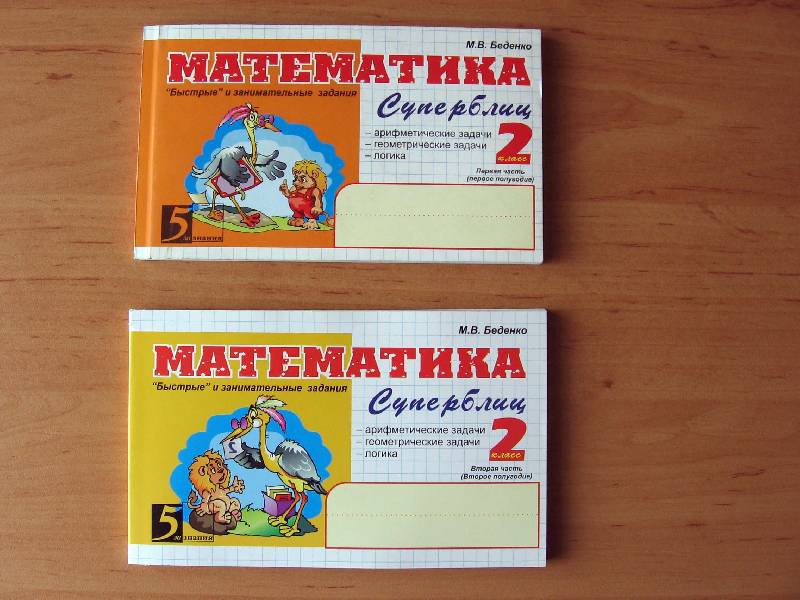 М.В. Беденко
МАТЕМАТИКА
"Быстрые" и занимательные задания
Суперблиц
– арифметические задачи
– геометрические задачи
– логика
2
класс
Первая часть
(первое полугодие)
5
за знания
М.В. Беденко
МАТЕМАТИКА
"Быстрые" и занимательные задания
Суперблиц
– арифметические задачи
– геометрические задачи
– логика
2
класс
Вторая часть
(Второе полугодие)
5
за знания